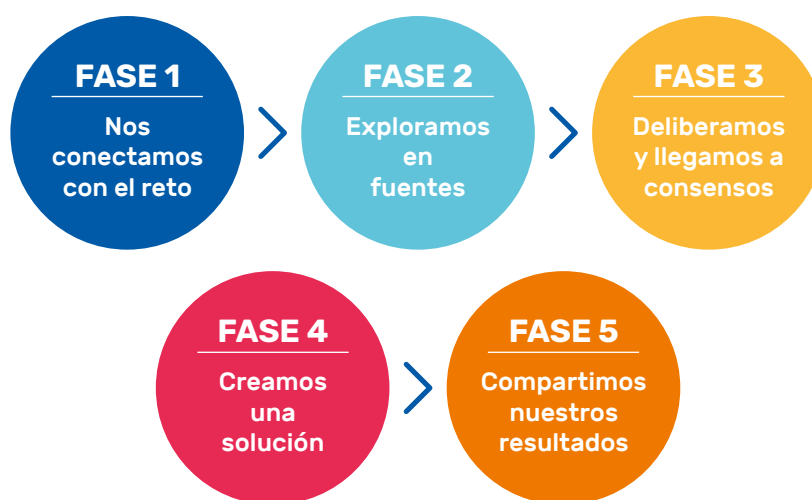 FASE 1
Nos
conectamos
con el reto
FASE 2
Exploramos
en
fuentes
FASE 3
Deliberamos
y llegamos a
consensos
FASE 4
Creamos
una
solución
FASE 5
Compartimos
nuestros
resultados